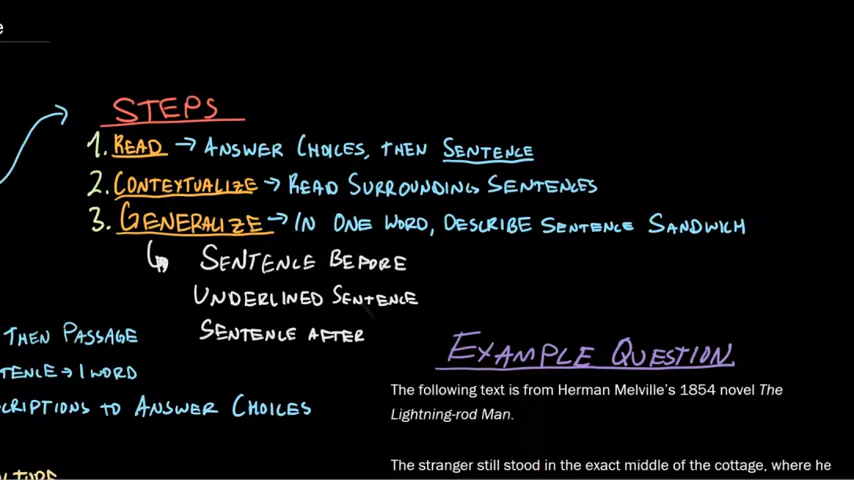 e
STEPS
1. READ → ANSWER CHOICES, THEN SENTENCE
2. CONTEXTUALIZE → READ SURROUNDING SENTENCES
3. GENERALIZE → IN ONE WORD, DESCRIBE SENTENCE SANDWICH
SENTENCE BEFORE
UNDERLINED SENTENCE
SENTENCE AFTER
THEN PASSAGE
TENCE → 1 WORD
CRIPTIONS TO ANSWER CHOICES
EXAMPLE QUESTION
The following text is from Herman Melville's 1854 novel The
Lightning-rod Man.
The stranger still stood in the exact middle of the cottage, where he